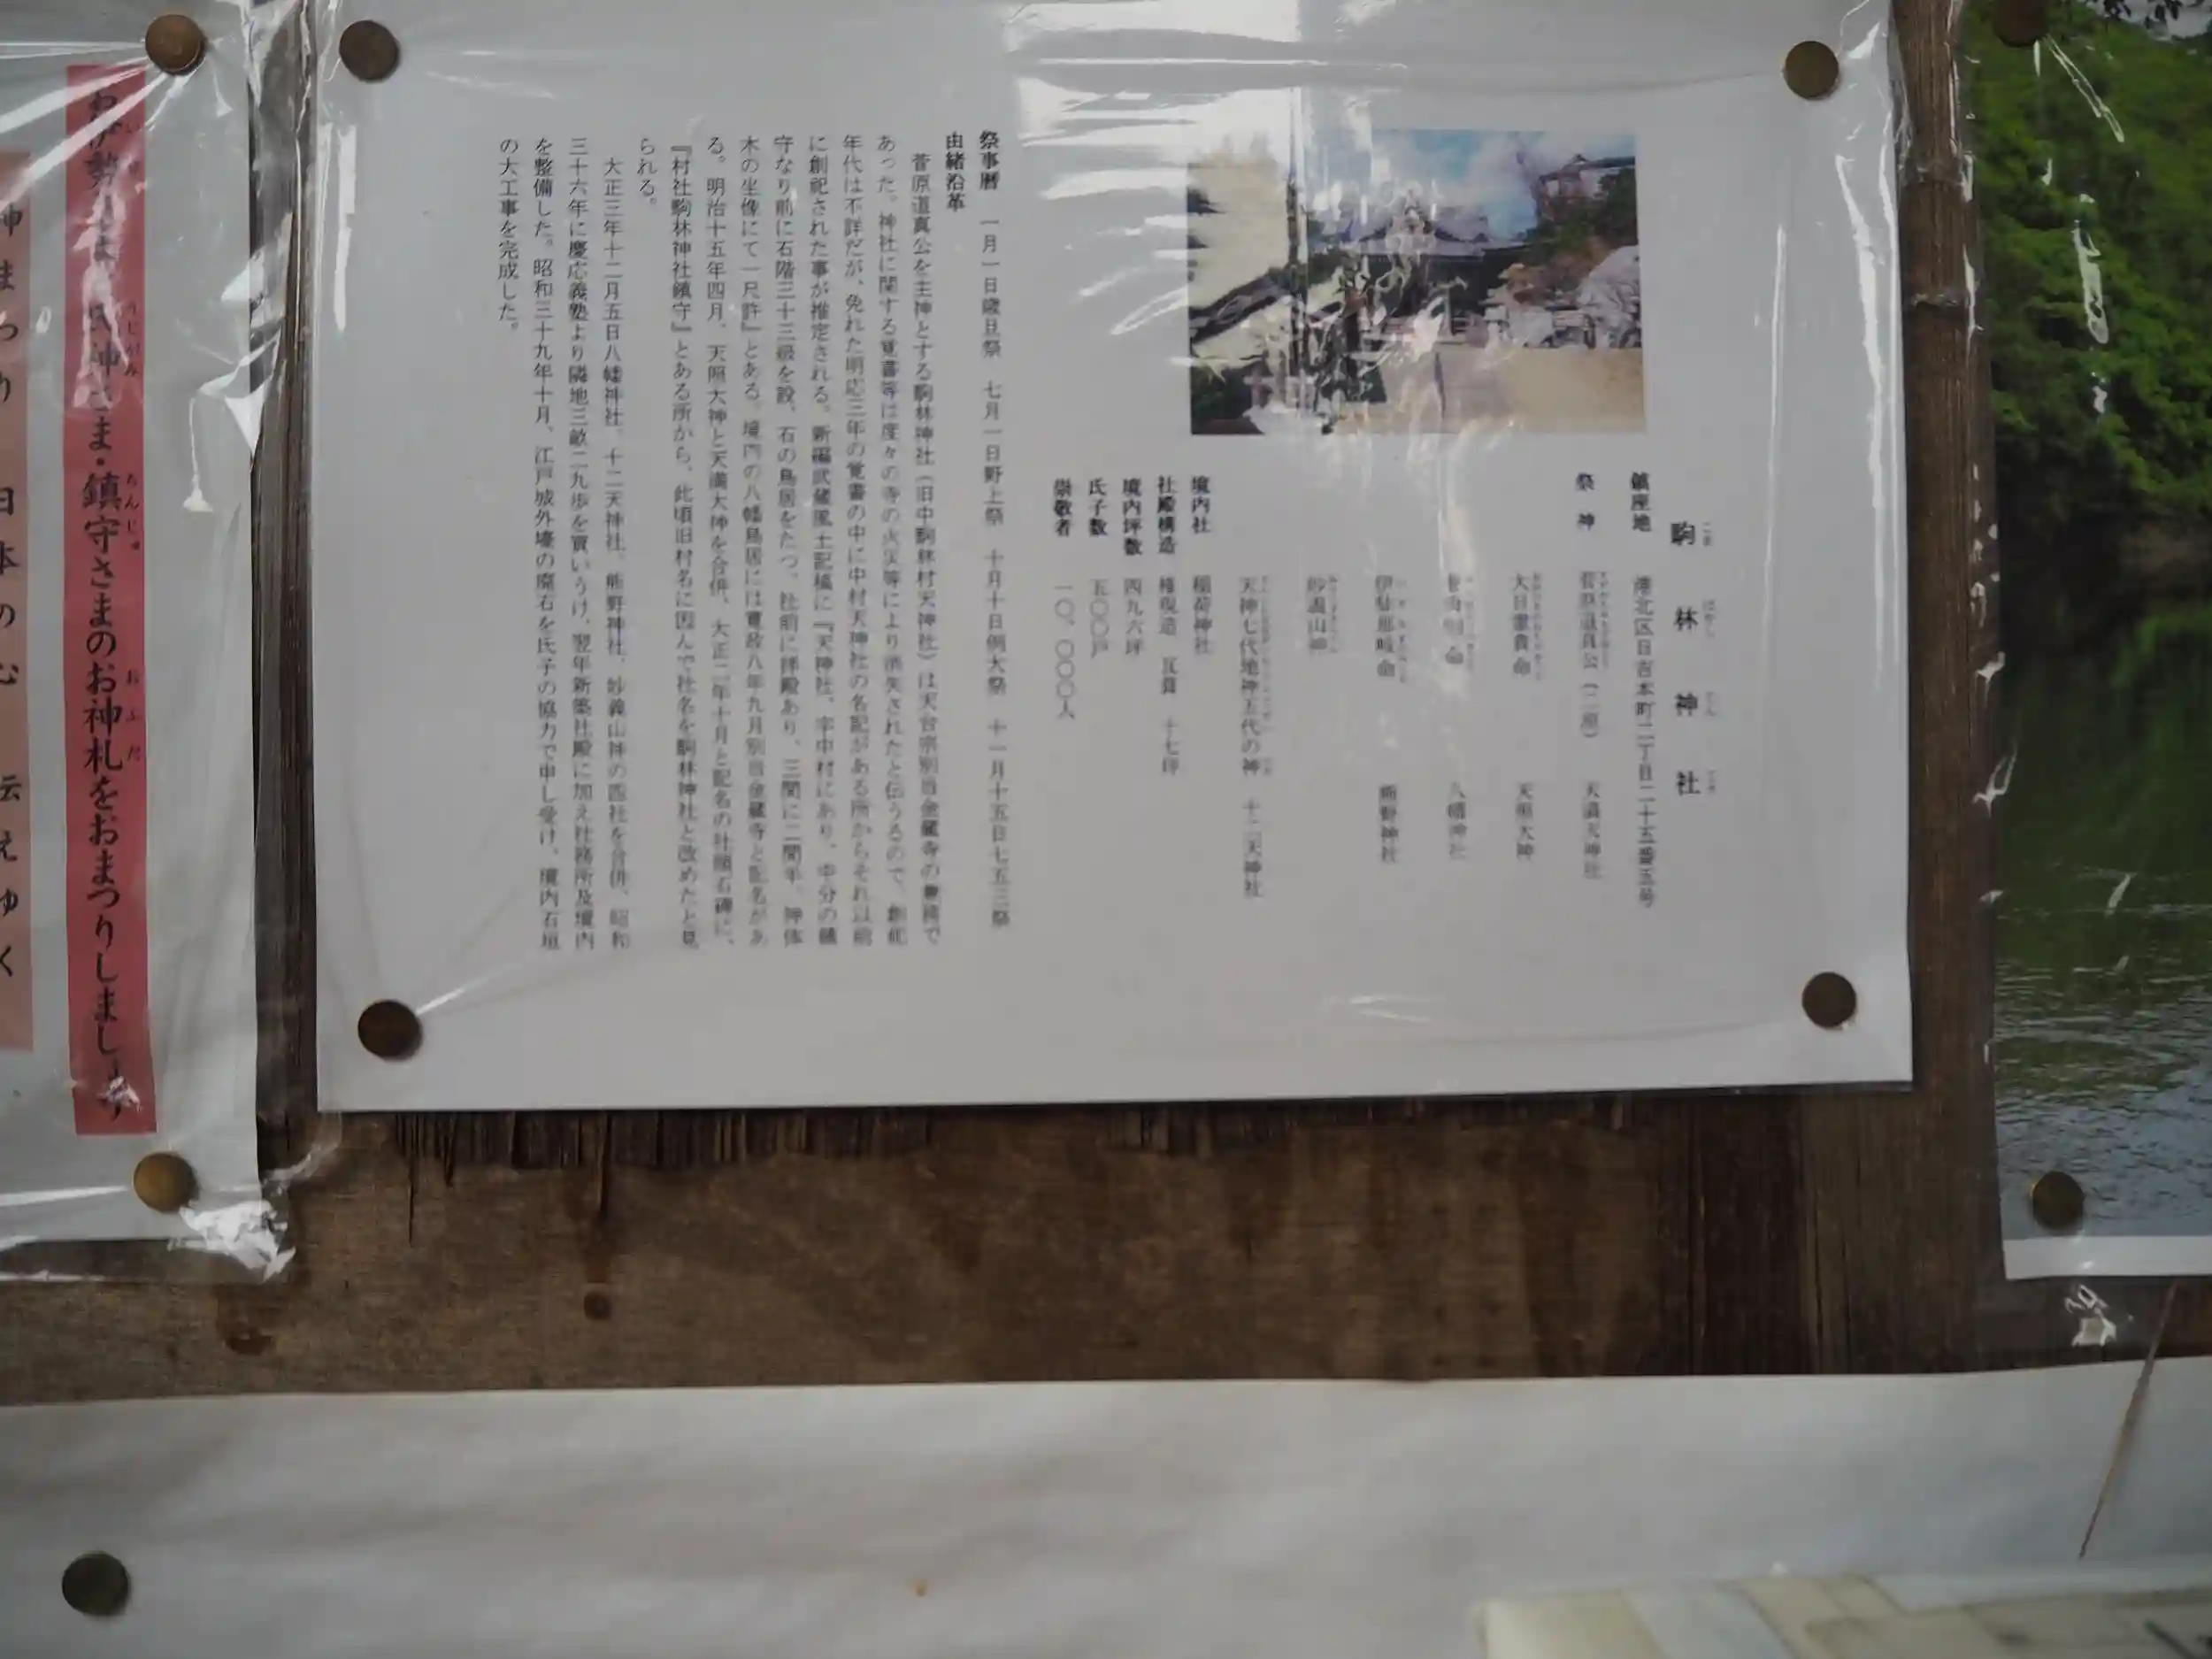 駒林神社
鎮座地 港北区日吉本町二丁目二十五番五号
祭神 菅原道真公(二座) 天満天神社
大日孁貴命 天照大神
命 八幡神社
伊弉那岐命 熊野神社
妙義山神
天神七代地神五代の神 十二天神社
境内社 稲荷神社
社殿構造 権現造 瓦葺 十七坪
境内坪数 四九六坪
氏子数 五〇〇戸
崇敬者 一〇、〇〇〇人
祭事暦 一月一日歳旦祭 七月一日野上祭 十月十日例大祭 十一月十五日七五三祭
由緒沿革
菅原道真公を主神とする駒林神社(旧中駒林村天神社)は天台宗別当金蔵寺の兼務で
あった。神社に関する覚書等は度々の寺の火災等により消失されたと伝うるので、創祀
年代は不詳だが、免れた明応三年の覚書の中に中村天神社の名記がある所からそれ以前
に創祀された事が推定される。新編武蔵風土記稿に『天神社、字中村にあり、中分の鎮
守なり前に石階三十三級を設、石の鳥居をたつ、社前に拝殿あり、三間に二間半、神体
木の坐像にて一尺許』とある。境内の八幡鳥居には寛政八年九月別当金蔵寺と記名があ
る。明治十五年四月、天照大神と天満大神を合併、大正二年十月と記名の社願石碑に、
『村社駒林神社鎮守』とある所から、此頃旧村名に因んで社名を駒林神社と改めたと見
られる。
大正三年十二月五日八幡神社、十二天神社、熊野神社、妙義山神の四社を合併、昭和
三十六年に慶応義塾より隣地三畝二九歩を買いうけ、翌年新築社殿に加え社務所及境内
を整備した。昭和三十九年十月、江戸城外壕の廃石を氏子の協力で申し受け、境内石垣
の大工事を完成した。
神さま・鎮守さまのお神札をおまつりしましょう
神まつり 日本の心 伝えゆく